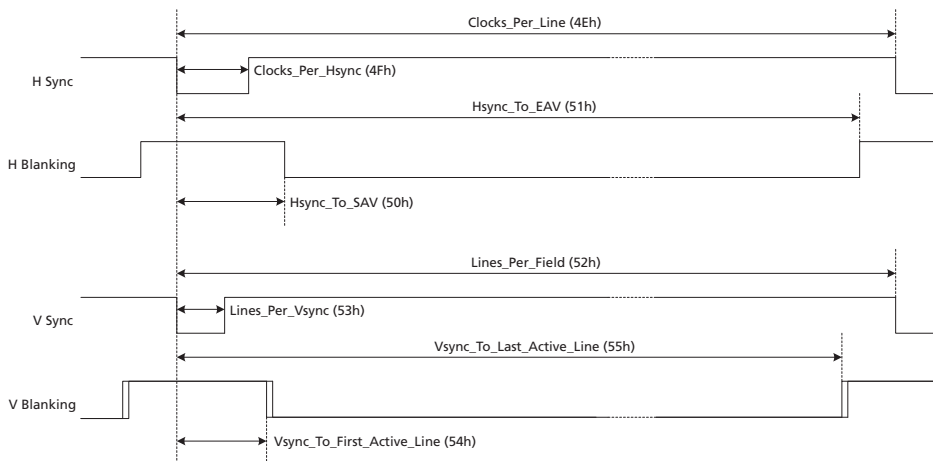 Clocks_Per_Line (4Eh)
H Sync
Clocks_Per_Hsync (4Fh)
Hsync_To_EAV (51h)
H Blanking
Hsync_To_SAV (50h)
Lines_Per_Field (52h)
V Sync
Lines_Per_Vsync (53h)
Vsync_To_Last_Active_Line (55h)
V Blanking
Vsync_To_First_Active_Line (54h)